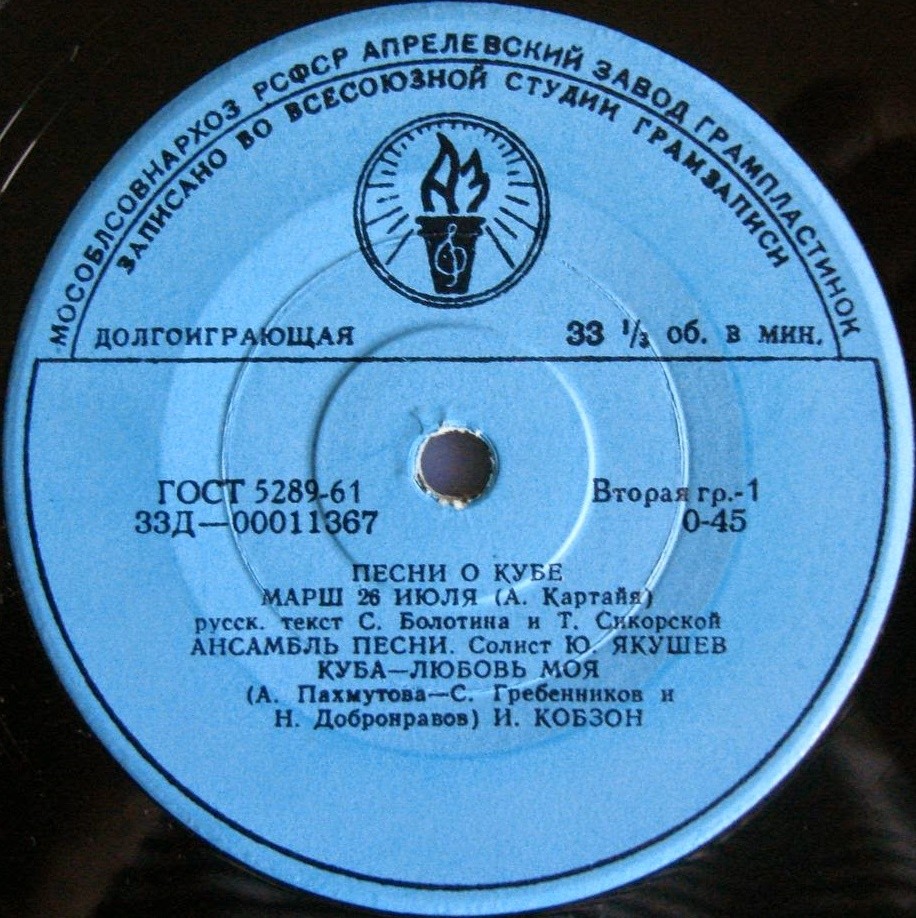 МОСОБЛСОВНАРХОЗ РСФСР АПРЕЛЕВСКИЙ ЗАВОД ГРАМПЛАСТИНОК
ЗАПИСАНО ВО ВСЕСОЮЗНОЙ СТУДИИ ГРАМЗАПИСИ
АЗ
ДОЛГОИГРАЮЩАЯ 33 1/3 об. в мин.
ГОСТ 5289-61 Вторая гр.-1
33Д—00011367 0-45
ПЕСНИ О КУБЕ
МАРШ 26 ИЮЛЯ (А. Картайя)
русск. текст С. Болотина и Т. Сикорской
АНСАМБЛЬ ПЕСНИ. Солист Ю. ЯКУШЕВ
КУБА—ЛЮБОВЬ МОЯ
(А. Пахмутова—С. Гребенников и
Н. Добронравов) И. КОБЗОН